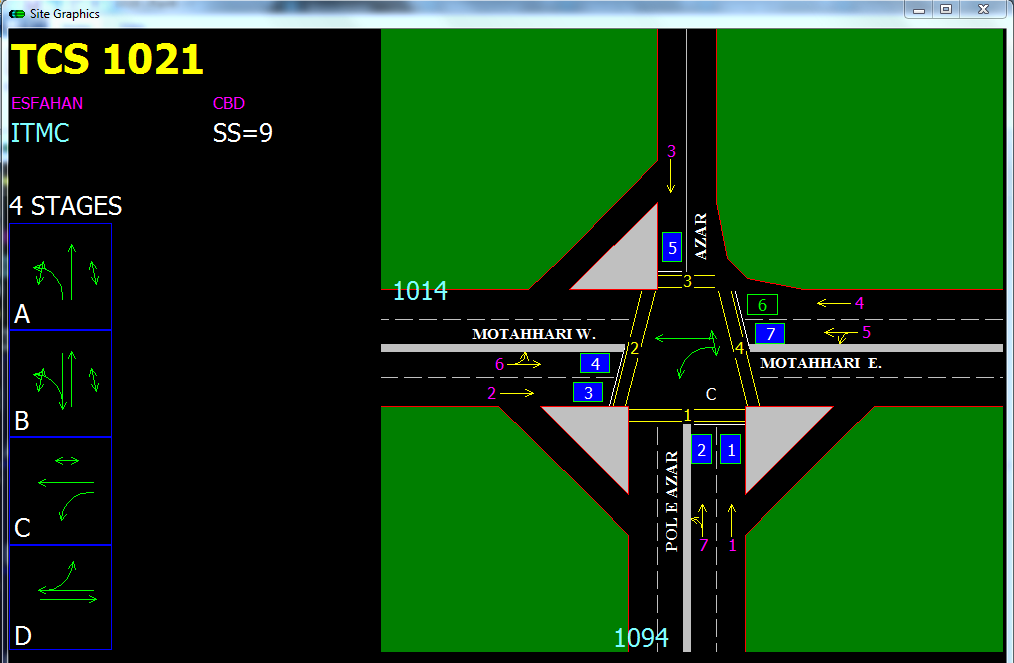 Site Graphics
TCS 1021
ESFAHAN
CBD
ITMC
SS=9
4 STAGES
A
B
C
D
3
AZAR
5
3
1014
6
4
MOTAHHARI W.
7
5
2
4
6
4
MOTAHHARI E.
2
3
C
1
2
1
POL E AZAR
7
1
1094